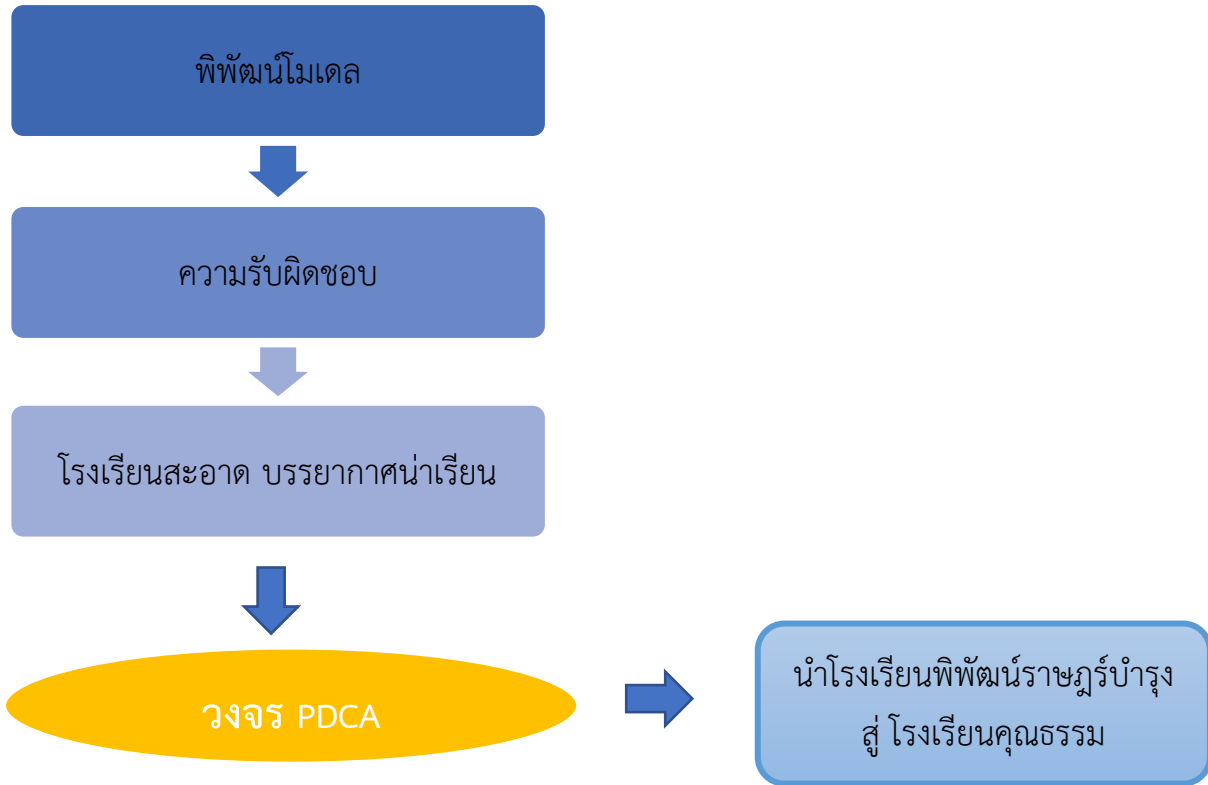 พิพัฒน์โมเดล
ความรับผิดชอบ
โรงเรียนสะอาด บรรยากาศน่าเรียน
วงจร PDCA
นำโรงเรียนพิพัฒน์ราษฎร์บำรุง
สู่ โรงเรียนคุณธรรม